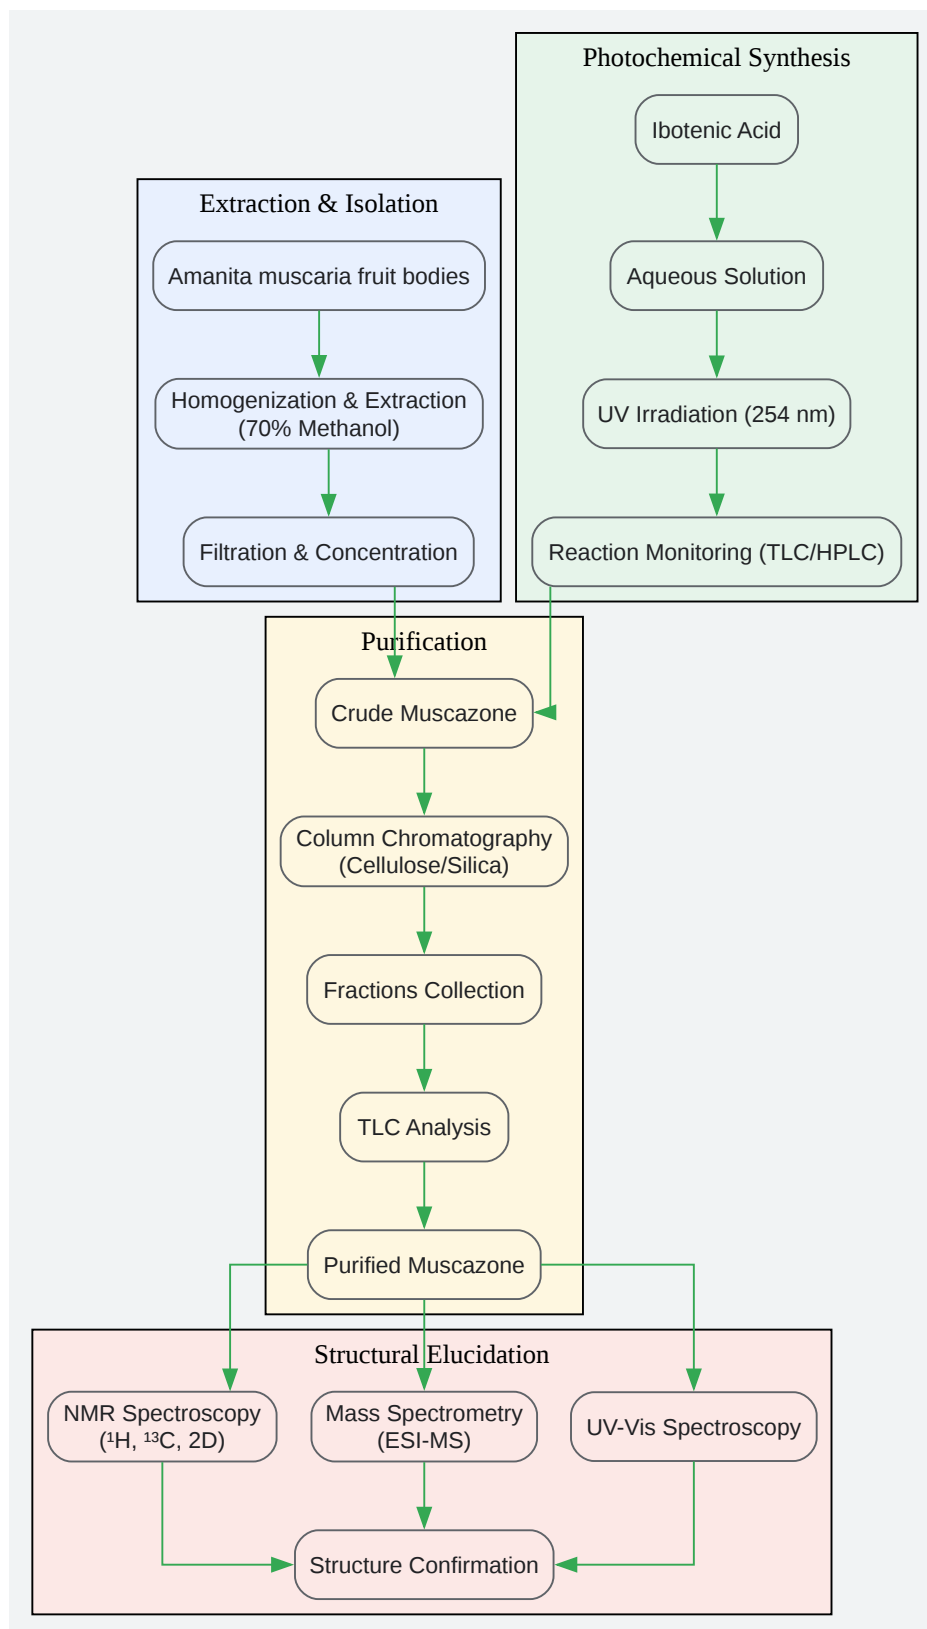 Photochemical Synthesis
Ibotenic Acid
Aqueous Solution
UV Irradiation (254 nm)
Reaction Monitoring (TLC/HPLC)
Extraction & Isolation
Amanita muscaria fruit bodies
Homogenization & Extraction
(70% Methanol)
Filtration & Concentration
Purification
Crude Muscazone
Column Chromatography
(Cellulose/Silica)
Fractions Collection
TLC Analysis
Purified Muscazone
Structural Elucidation
NMR Spectroscopy
(¹H, ¹³C, 2D)
Mass Spectrometry
(ESI-MS)
UV-Vis Spectroscopy
Structure Confirmation